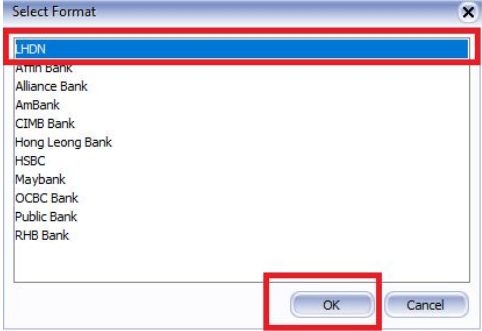 Select Format
LHDN
Affin Bank
Alliance Bank
AmBank
CIMB Bank
Hong Leong Bank
HSBC
Maybank
OCBC Bank
Public Bank
RHB Bank
OK Cancel